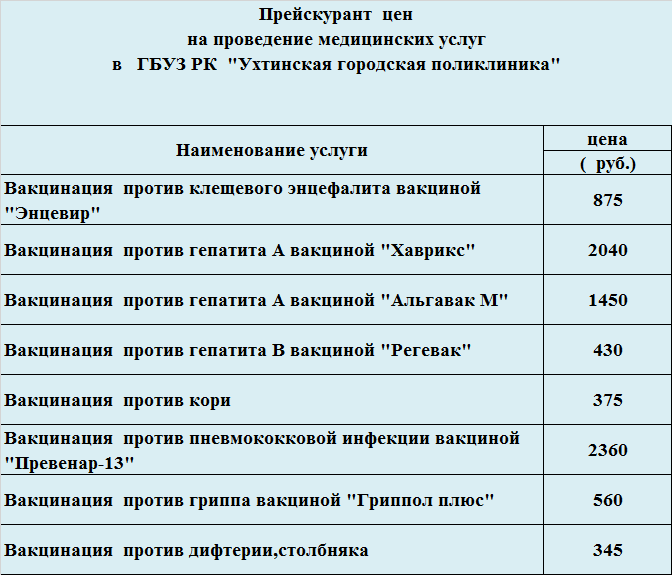 Прейскурант цен
на проведение медицинских услуг
в ГБУЗ РК "Ухтинская городская поликлиника"
Наименование услуги
цена
( руб.)
Вакцинация против клещевого энцефалита вакциной
"Энцевир"
875
Вакцинация против гепатита А вакциной "Хаврикс"
2040
Вакцинация против гепатита А вакциной "Альгавак М"
1450
Вакцинация против гепатита В вакциной "Регевак"
430
Вакцинация против кори
375
Вакцинация против пневмококковой инфекции вакциной
"Превенар-13"
2360
Вакцинация против гриппа вакциной "Гриппол плюс"
560
Вакцинация против дифтерии,столбняка
345